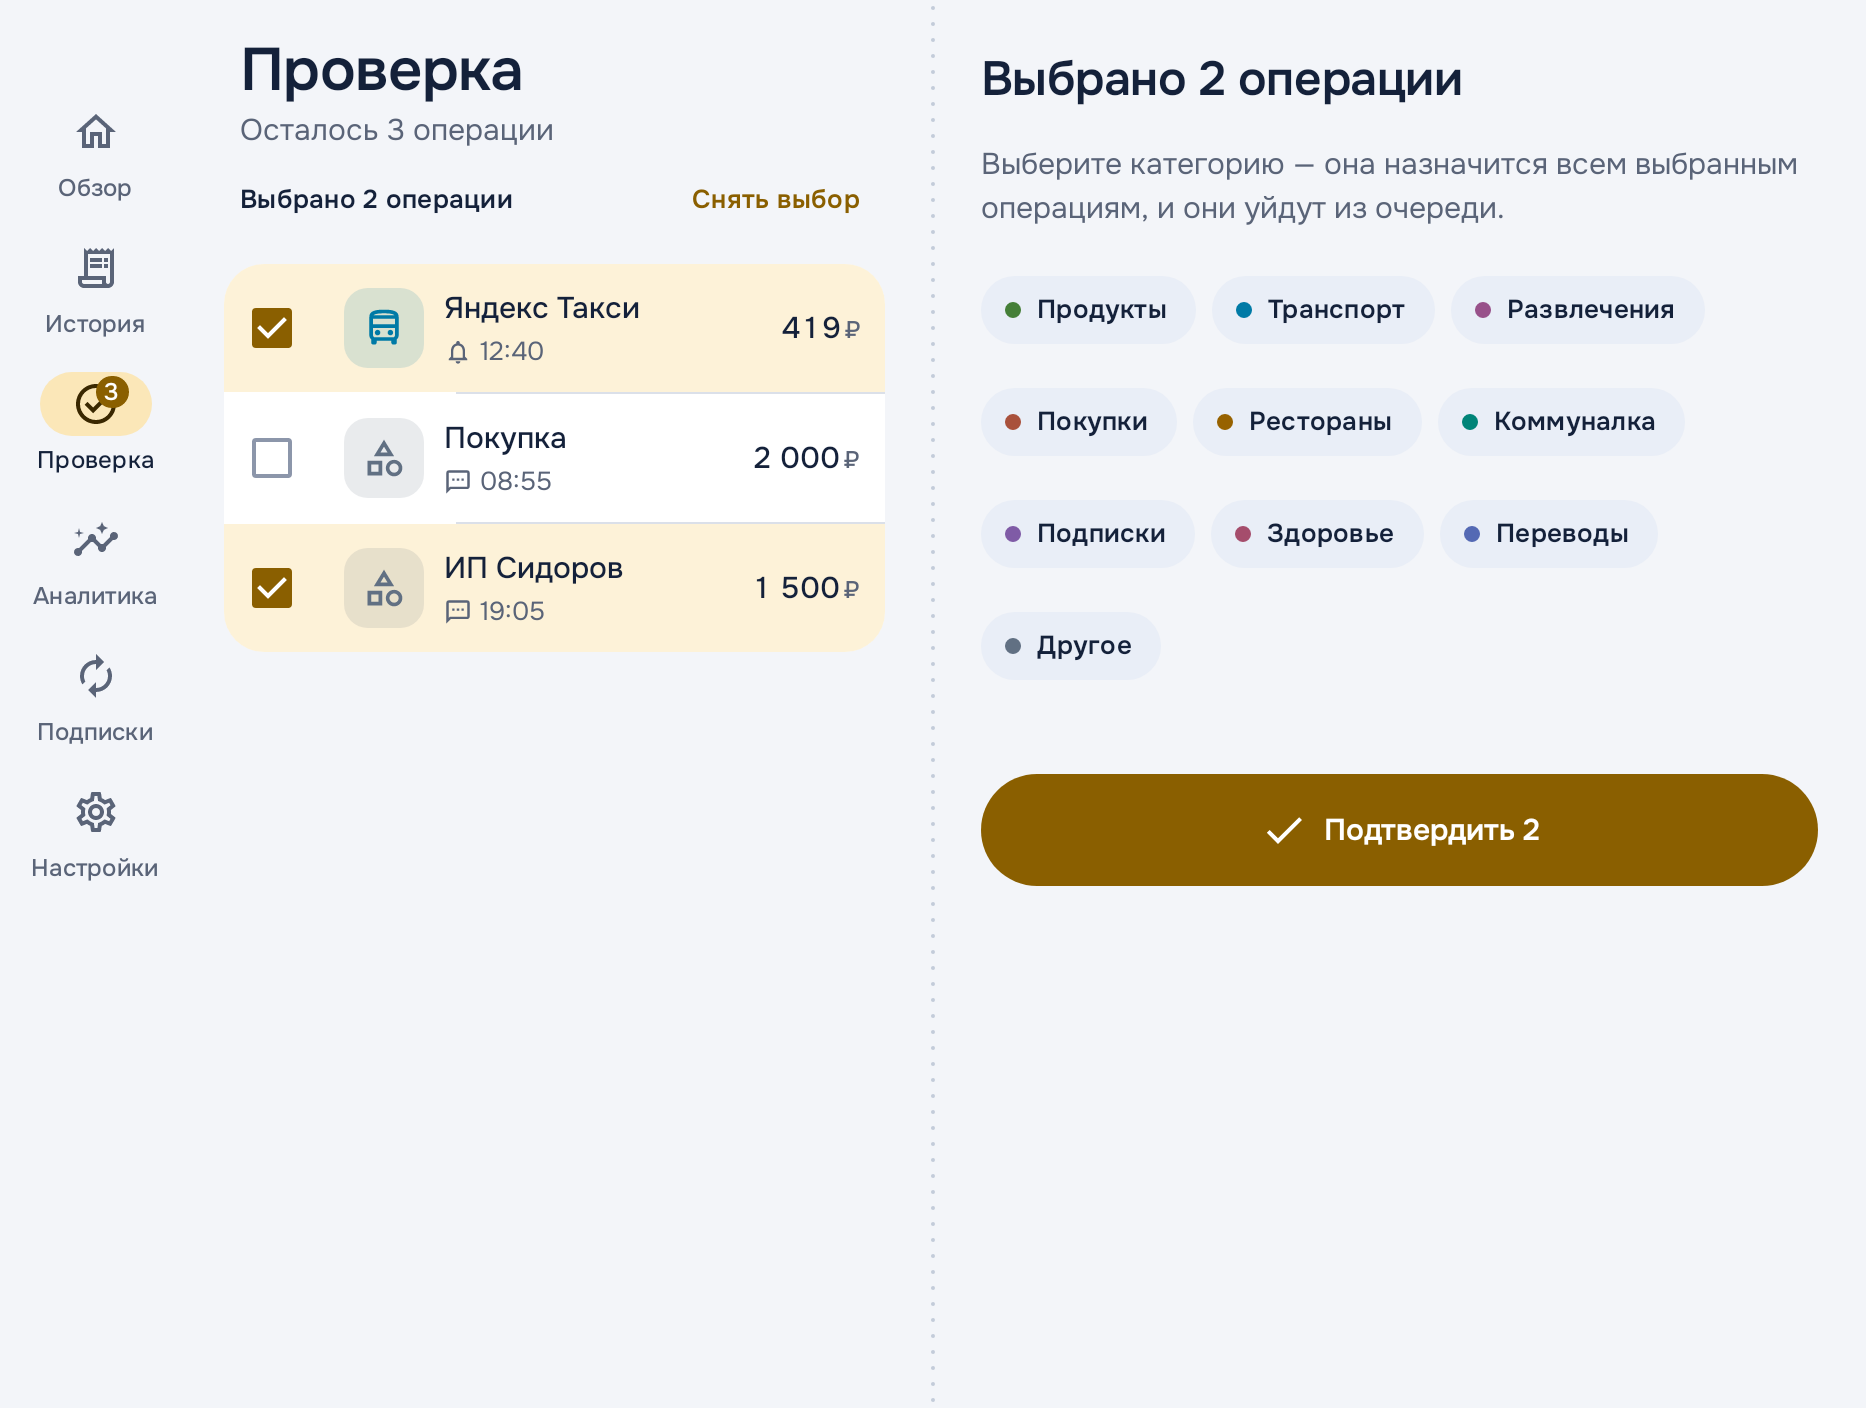 Обзор
История
3
Проверка
Аналитика
Подписки
Настройки
Проверка
Осталось 3 операции
Выбрано 2 операции
Снять выбор
Яндекс Такси
12:40
419 ₽
Покупка
08:55
2 000 ₽
ИП Сидоров
19:05
1 500 ₽
Выбрано 2 операции
Выберите категорию — она назначится всем выбранным
операциям, и они уйдут из очереди.
Продукты
Транспорт
Развлечения
Покупки
Рестораны
Коммуналка
Подписки
Здоровье
Переводы
Другое
Подтвердить 2